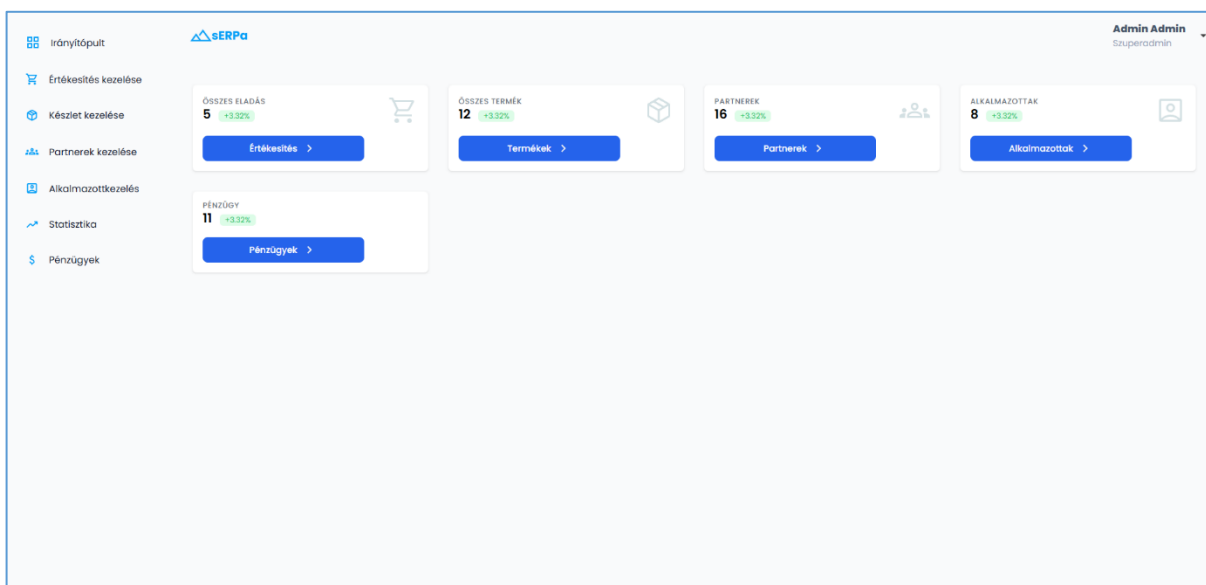 Irányítópult
Értékesítés kezelése
Készlet kezelése
Partnerek kezelése
Alkalmazottkezelés
Statisztika
Pénzügyek
sERPa
Admin Admin
Szuperadmin
ÖSSZES ELADÁS
5 +3.32%
Értékesítés
ÖSSZES TERMÉK
12 +3.32%
Termékek
PARTNEREK
16 +3.32%
Partnerek
ALKALMAZOTTAK
8 +3.32%
Alkalmazottak
PÉNZÜGY
11 +3.32%
Pénzügyek